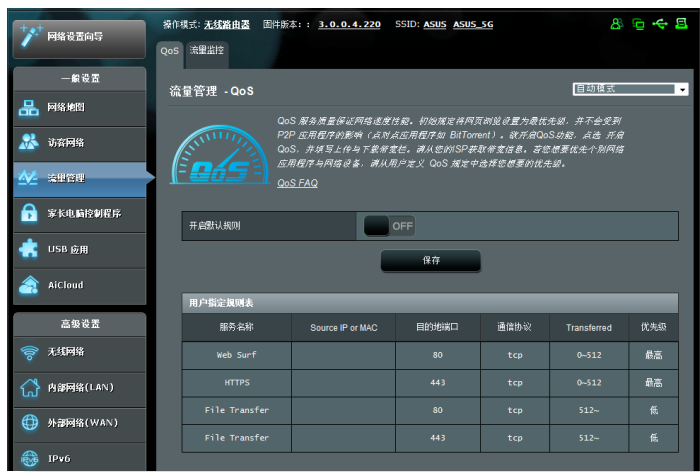 操作模式: 无线路由器 固件版本: : 3.0.0.4.220 SSID: ASUS ASUS_5G
网络设置向导
QoS 流量监控
一般设置
网络地图
访客网络
流量管理
家长电脑控制程序
USB 应用
AiCloud
高级设置
无线网络
内部网络(LAN)
外部网络(WAN)
IPv6
流量管理 - QoS
自动模式
QoS
QoS 服务质量保证网络速度性能。初始规定将网页浏览设置为最优先级，并不会受到
P2P 应用程序的影响（点对点应用程序如 BitTorrent）。欲开启QoS功能，点选 开启
QoS，并填写上传与下载带宽栏。请从您的ISP获取带宽信息。若您想要优先个别网络
应用程序与网络设备，请从用户定义 QoS 规定中选择您想要的优先级。
QoS FAQ
开启默认规则 OFF
保存
用户指定规则表
服务名称 Source IP or MAC 目的地端口 通信协议 Transferred 优先级
Web Surf 80 tcp 0~512 最高
HTTPS 443 tcp 0~512 最高
File Transfer 80 tcp 512~ 低
File Transfer 443 tcp 512~ 低